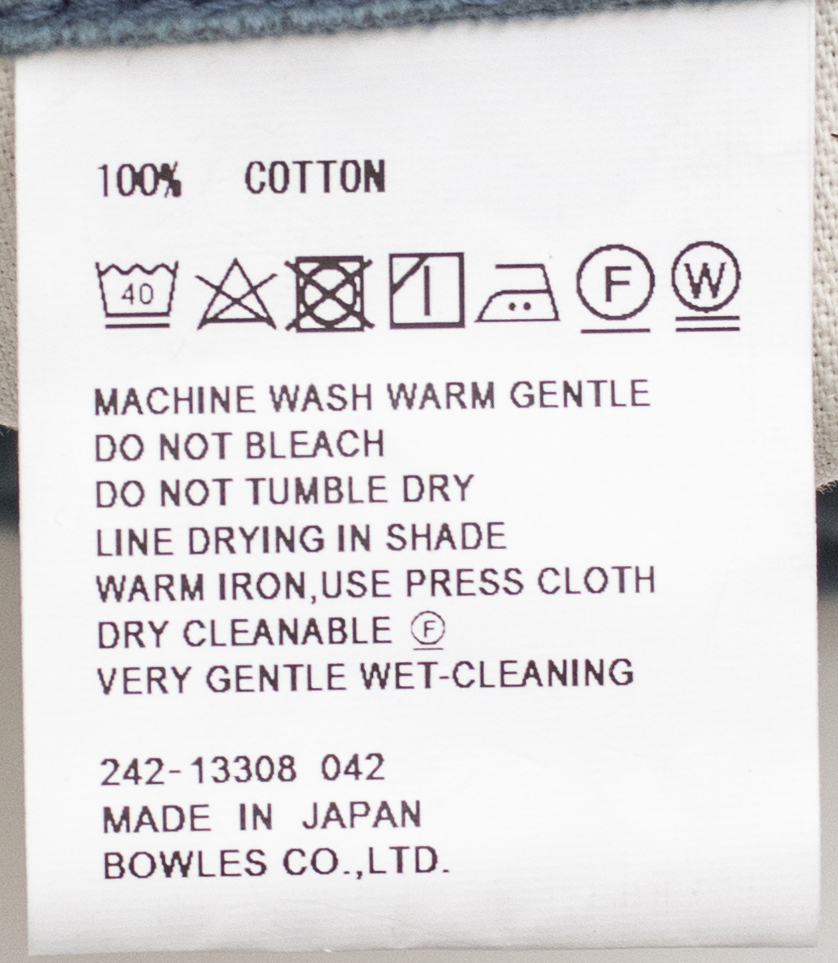 100% COTTON
40 F W
MACHINE WASH WARM GENTLE
DO NOT BLEACH
DO NOT TUMBLE DRY
LINE DRYING IN SHADE
WARM IRON,USE PRESS CLOTH
DRY CLEANABLE Ⓕ
VERY GENTLE WET-CLEANING
242-13308 042
MADE IN JAPAN
BOWLES CO.,LTD.